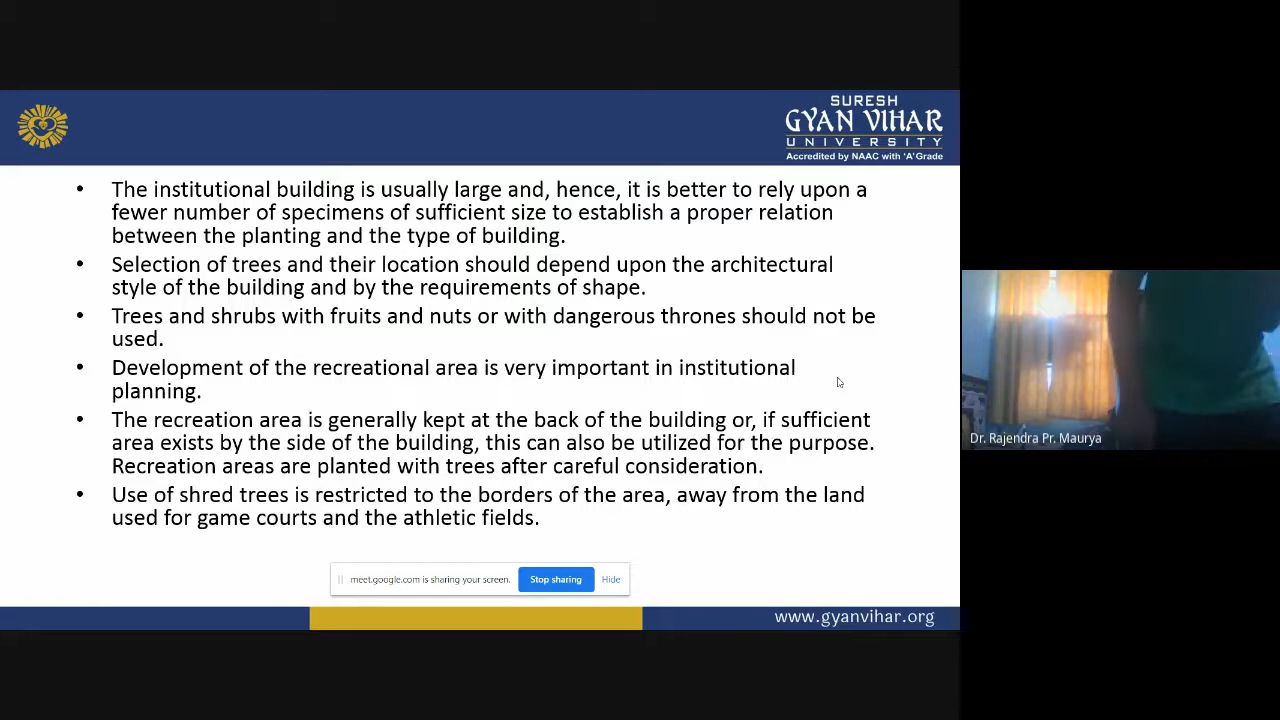 SURESH
GYAN VIHAR
UNIVERSITY
Accredited by NAAC with 'A' Grade
• The institutional building is usually large and, hence, it is better to rely upon a
fewer number of specimens of sufficient size to establish a proper relation
between the planting and the type of building.
• Selection of trees and their location should depend upon the architectural
style of the building and by the requirements of shape.
• Trees and shrubs with fruits and nuts or with dangerous thrones should not be
used.
• Development of the recreational area is very important in institutional
planning.
• The recreation area is generally kept at the back of the building or, if sufficient
area exists by the side of the building, this can also be utilized for the purpose.
Recreation areas are planted with trees after careful consideration.
• Use of shred trees is restricted to the borders of the area, away from the land
used for game courts and the athletic fields.
meet.google.com is sharing your screen. Stop sharing Hide
www.gyanvihar.org
Dr. Rajendra Pr. Maurya